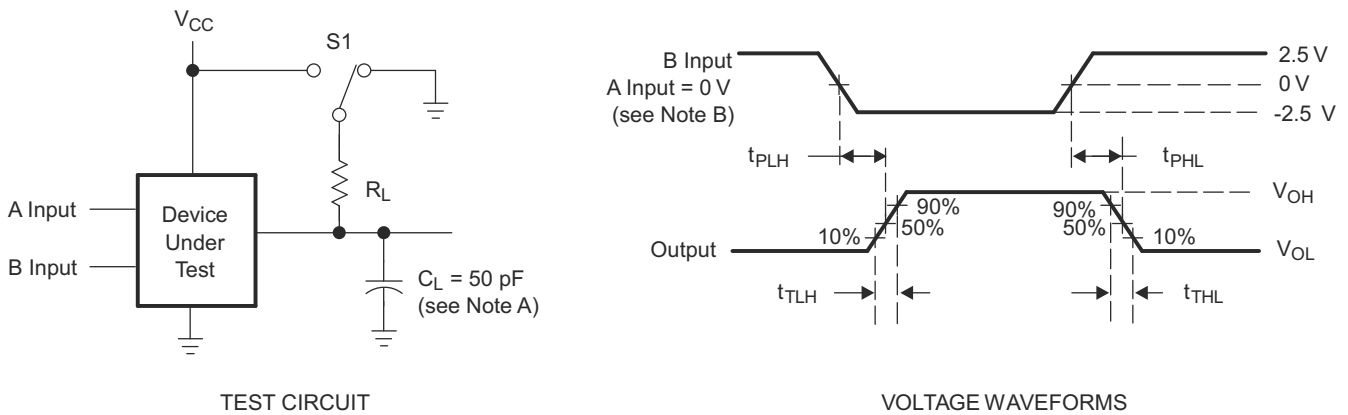 VCC
S1
RL
A Input
B Input
Device
Under
Test
CL = 50 pF
(see Note A)
TEST CIRCUIT
B Input
A Input = 0 V
(see Note B)
2.5 V
0 V
-2.5 V
tPLH
tPHL
Output
10%
90%
50%
90%
50%
10%
VOH
VOL
tTLH
tTHL
VOLTAGE WAVEFORMS